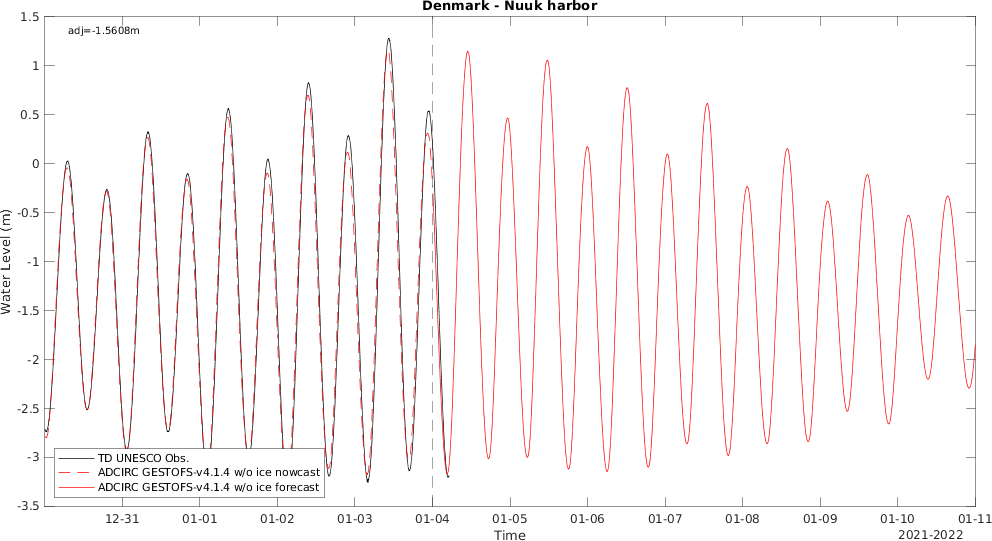 Denmark - Nuuk harbor
adj=-1.5608m
1.5
1
0.5
0
-0.5
-1
-1.5
-2
-2.5
-3
-3.5
Water Level (m)
TD UNESCO Obs.
ADCIRC GESTOFS-v4.1.4 w/o ice nowcast
ADCIRC GESTOFS-v4.1.4 w/o ice forecast
12-31 01-01 01-02 01-03 01-04 01-05 01-06 01-07 01-08 01-09 01-10 01-11
Time
2021-2022